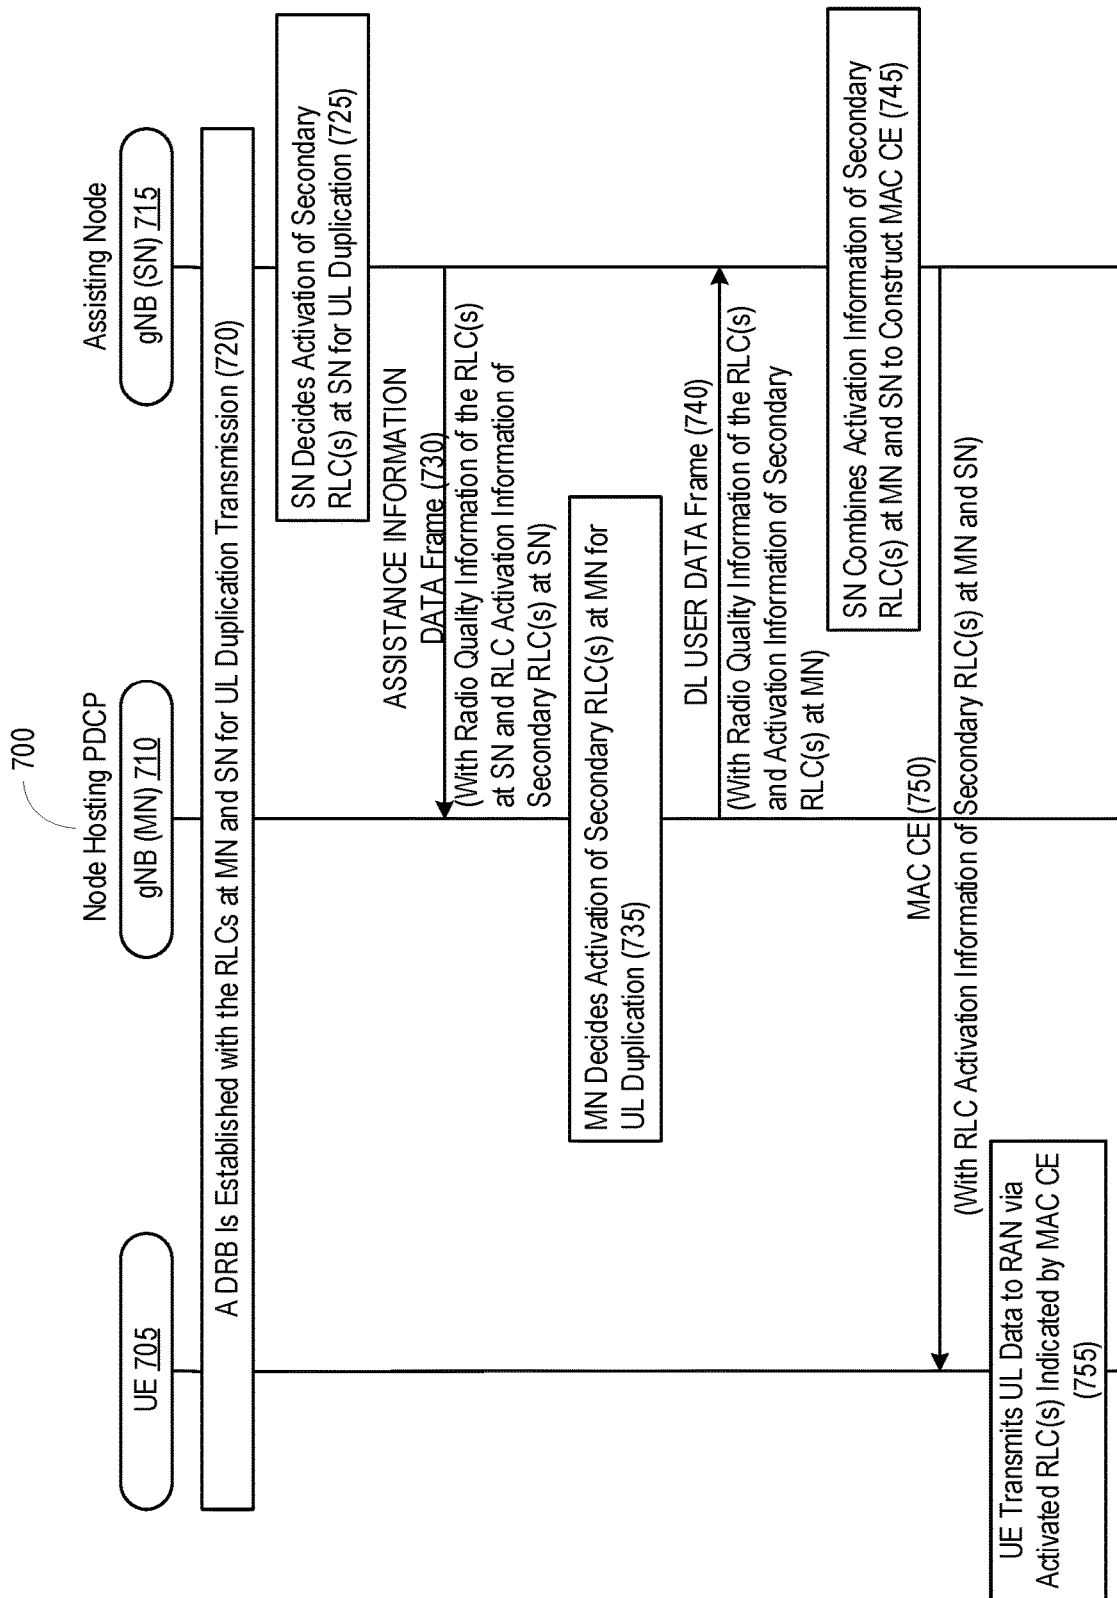 700
UE 705
Node Hosting PDCP
gNB (MN) 710
Assisting Node
gNB (SN) 715
A DRB Is Established with the RLCs at MN and SN for UL Duplication Transmission (720)
SN Decides Activation of Secondary
RLC(s) at SN for UL Duplication (725)
ASSISTANCE INFORMATION
DATA Frame (730)
(With Radio Quality Information of the RLC(s)
at SN and RLC Activation Information of
Secondary RLC(s) at SN)
MN Decides Activation of Secondary RLC(s) at MN for
UL Duplication (735)
DL USER DATA Frame (740)
(With Radio Quality Information of the RLC(s)
and Activation Information of Secondary
RLC(s) at MN)
SN Combines Activation Information of Secondary
RLC(s) at MN and SN to Construct MAC CE (745)
MAC CE (750)
(With RLC Activation Information of Secondary RLC(s) at MN and SN)
UE Transmits UL Data to RAN via
Activated RLC(s) Indicated by MAC CE
(755)